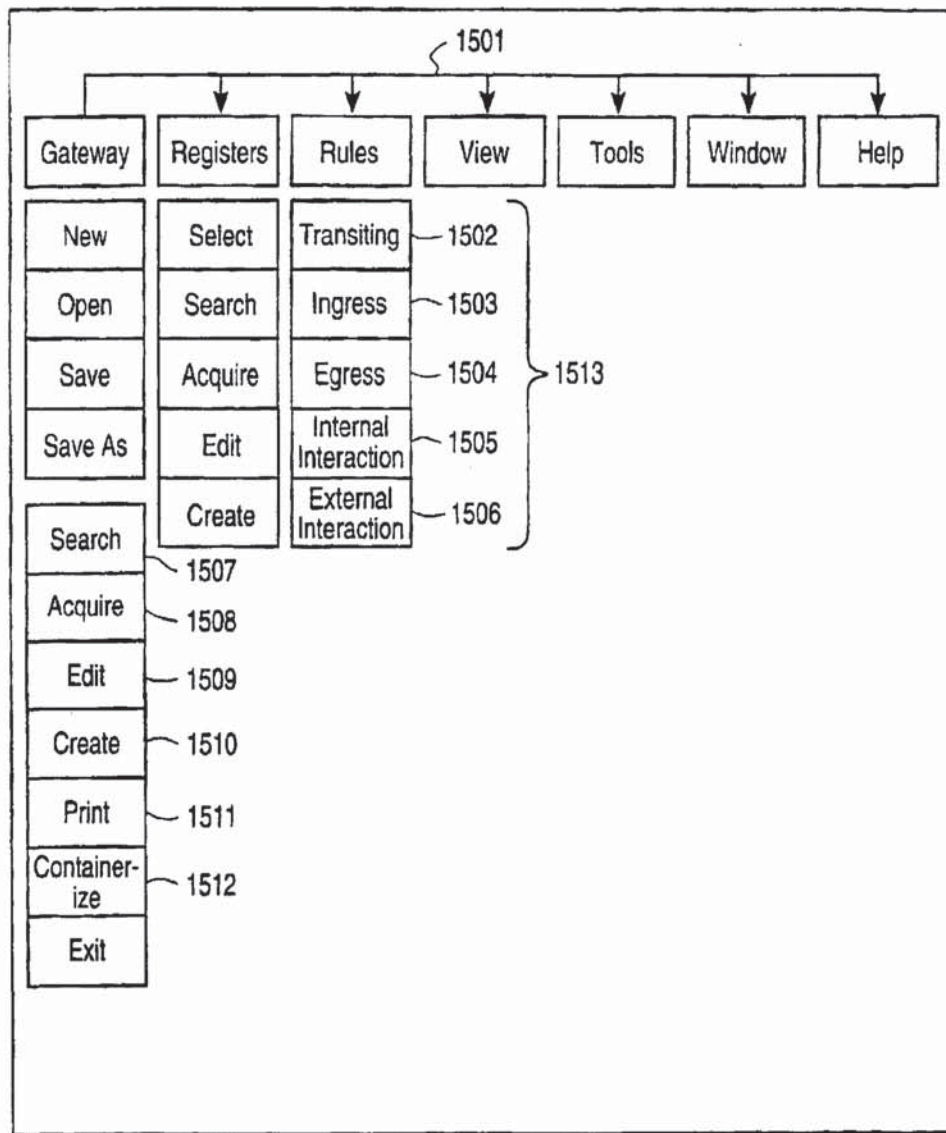 1501
Gateway
Registers
Rules
View
Tools
Window
Help
New
Open
Save
Save As
Search
1507
Acquire
1508
Edit
1509
Create
1510
Print
1511
Container-
ize
1512
Exit
Select
Search
Acquire
Edit
Create
Transiting
1502
Ingress
1503
Egress
1504
Internal
Interaction
1505
External
Interaction
1506
1513